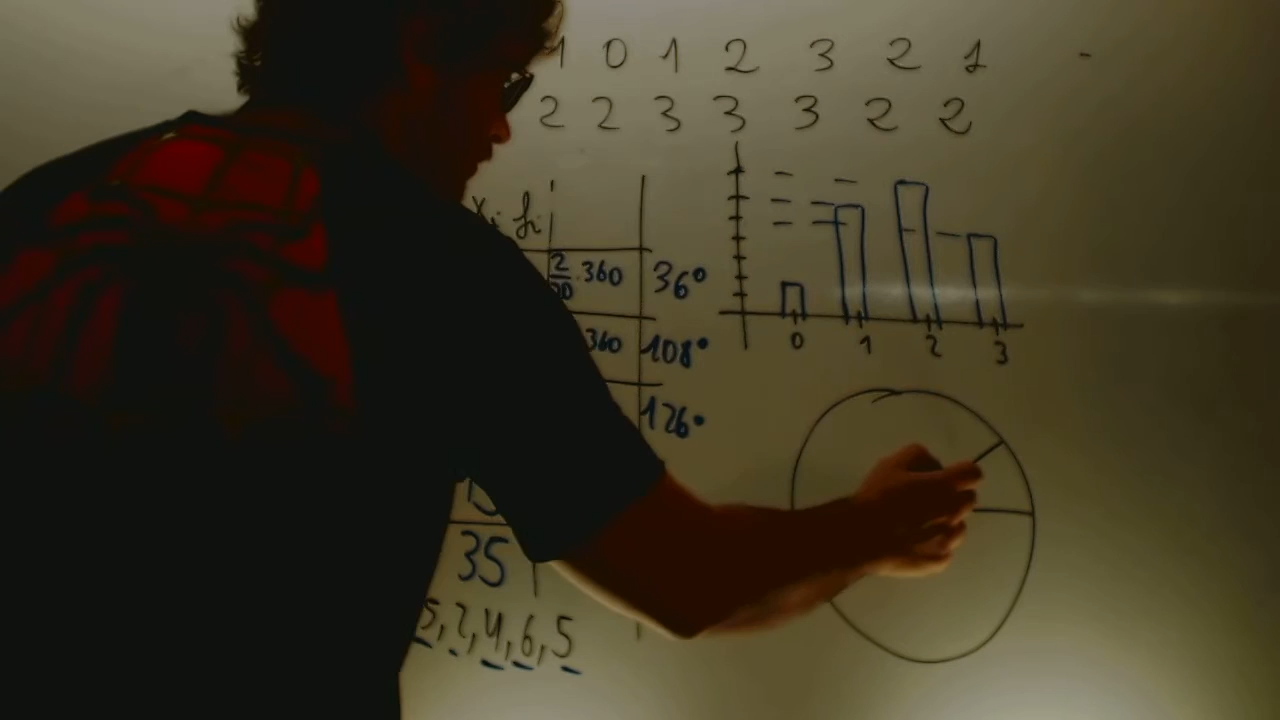 1 0 1 2 3 2 1
2 2 3 3 3 2 2
xi fi
2/20 · 360 36°
360 108°
126°
0 1 2 3
35
5, 2, 4, 6, 5